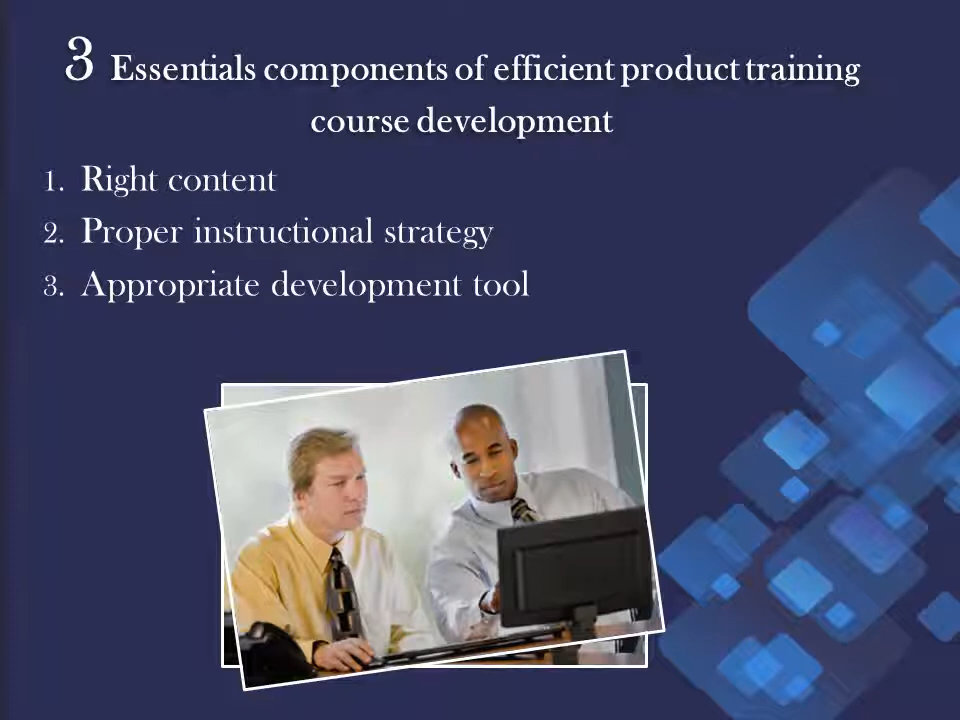 3 Essentials components of efficient product training
course development
1. Right content
2. Proper instructional strategy
3. Appropriate development tool